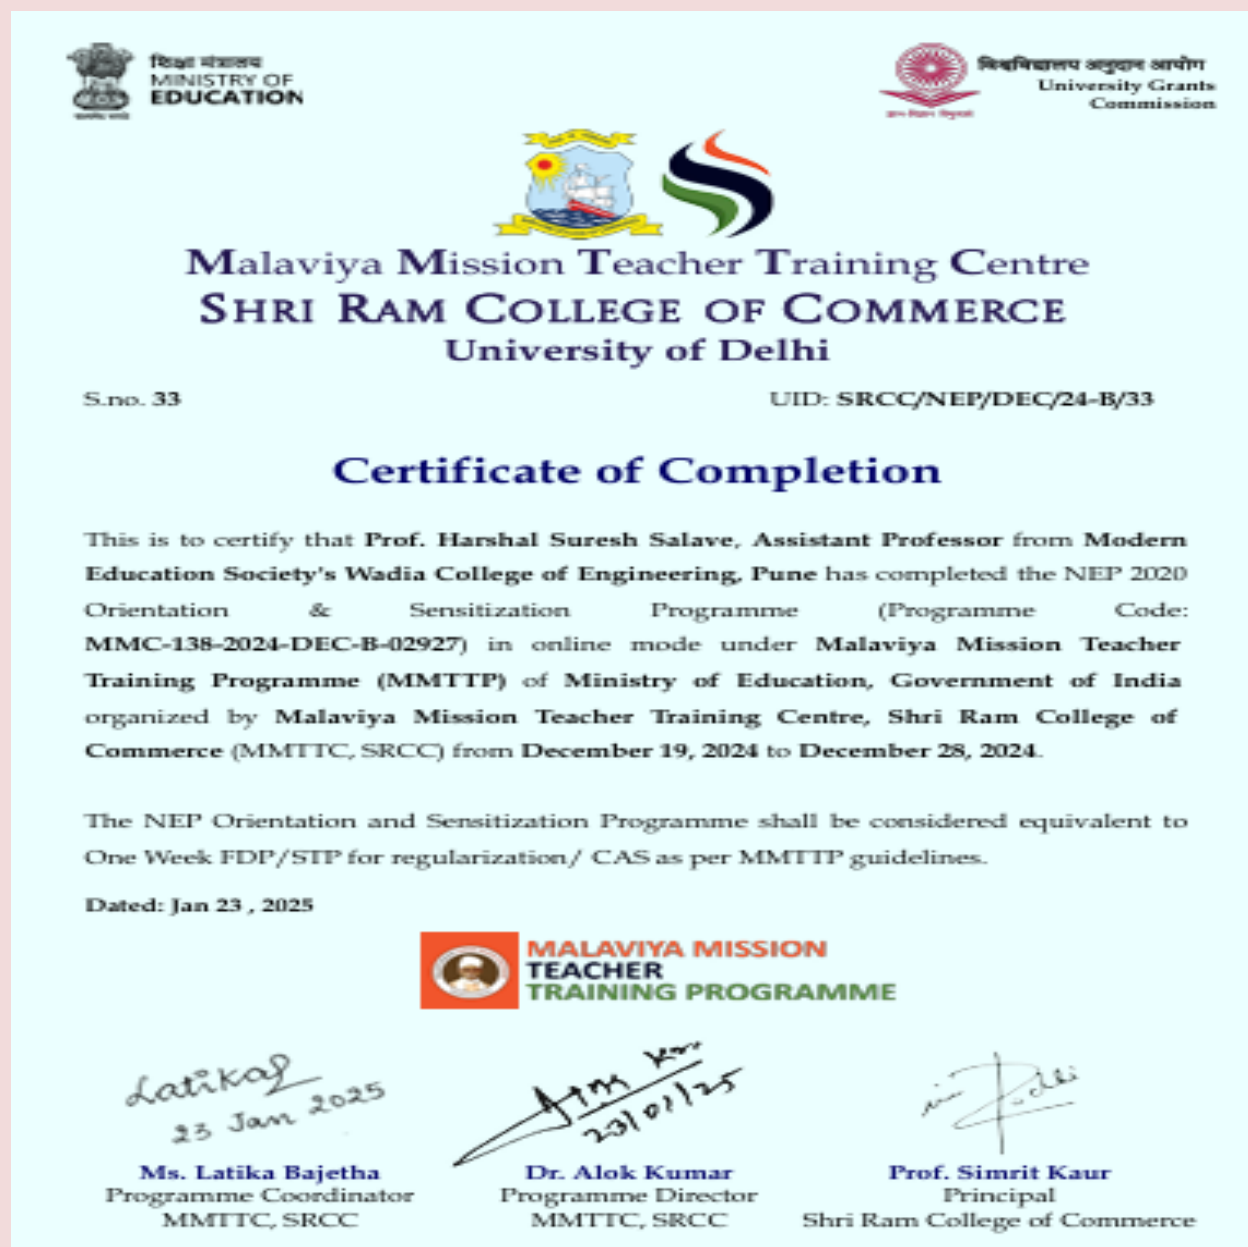 शिक्षा मंत्रालय
MINISTRY OF
EDUCATION
विश्वविद्यालय अनुदान आयोग
University Grants
Commission
Malaviya Mission Teacher Training Centre
SHRI RAM COLLEGE OF COMMERCE
University of Delhi
S.no. 33 UID: SRCC/NEP/DEC/24-B/33
Certificate of Completion
This is to certify that Prof. Harshal Suresh Salave, Assistant Professor from Modern
Education Society's Wadia College of Engineering, Pune has completed the NEP 2020
Orientation & Sensitization Programme (Programme Code:
MMC-138-2024-DEC-B-02927) in online mode under Malaviya Mission Teacher
Training Programme (MMTTP) of Ministry of Education, Government of India
organized by Malaviya Mission Teacher Training Centre, Shri Ram College of
Commerce (MMTTC, SRCC) from December 19, 2024 to December 28, 2024.
The NEP Orientation and Sensitization Programme shall be considered equivalent to
One Week FDP/STP for regularization/ CAS as per MMTTP guidelines.
Dated: Jan 23 , 2025
MALAVIYA MISSION
TEACHER
TRAINING PROGRAMME
23 Jan 2025
23/01/25
Ms. Latika Bajetha
Programme Coordinator
MMTTC, SRCC
Dr. Alok Kumar
Programme Director
MMTTC, SRCC
Prof. Simrit Kaur
Principal
Shri Ram College of Commerce